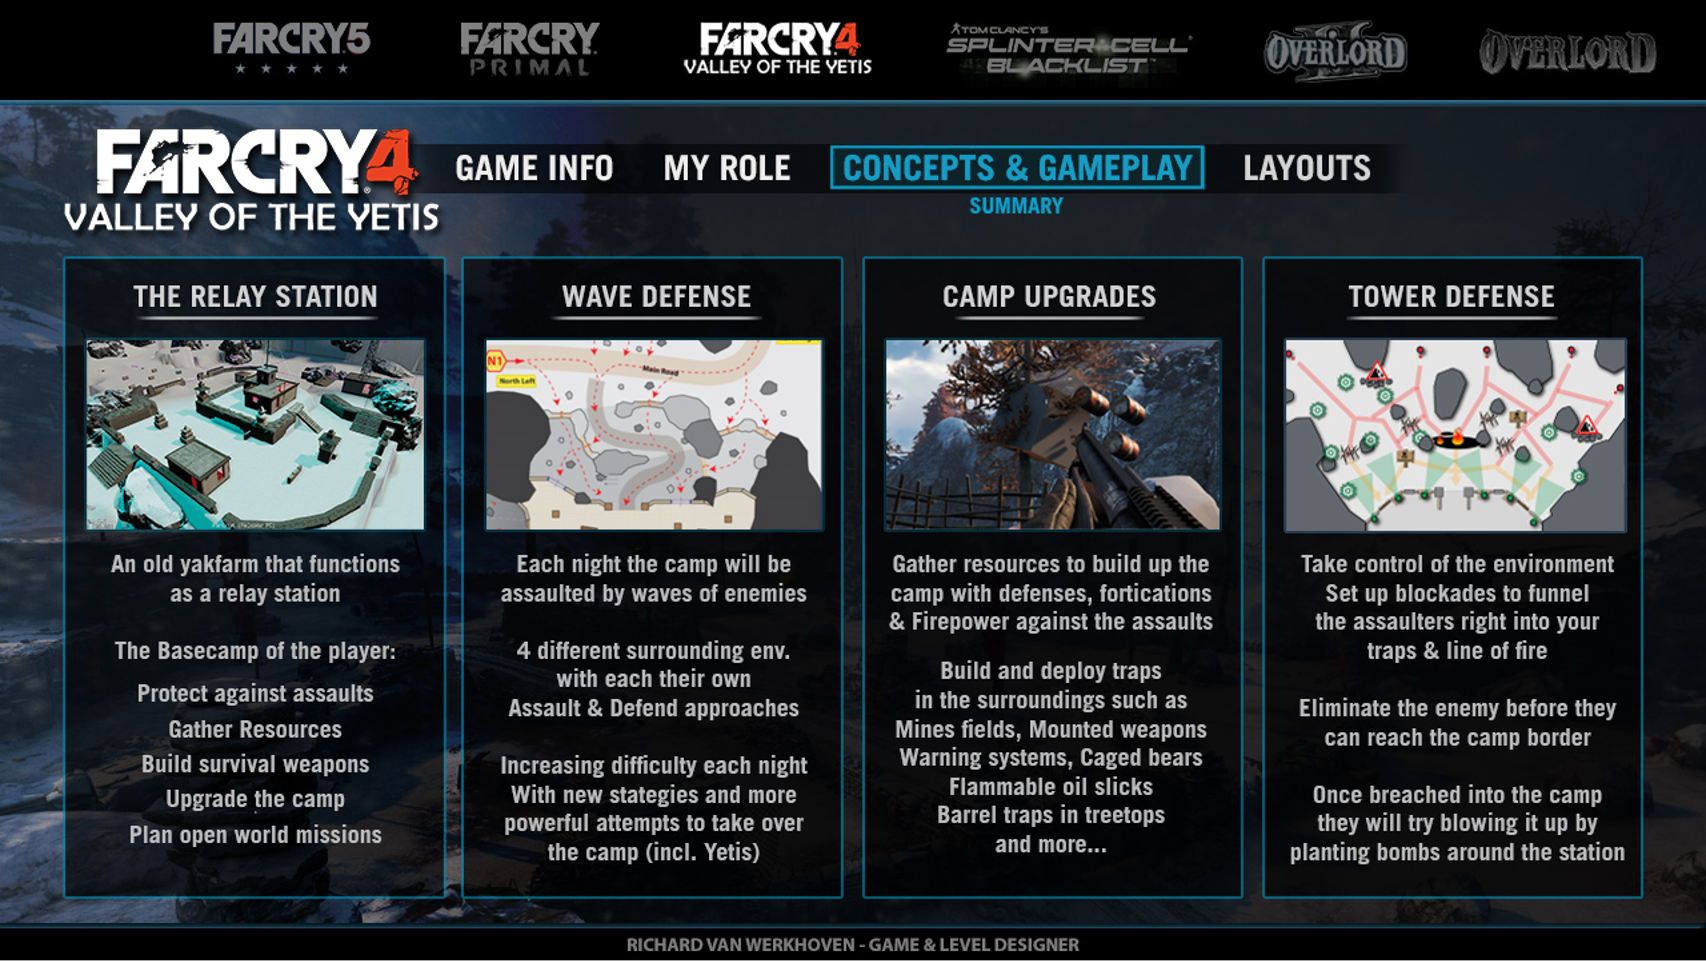 FARCRY 5
FARCRY PRIMAL
FARCRY 4
VALLEY OF THE YETIS
TOM CLANCY'S
SPLINTER CELL
BLACKLIST
OVERLORD II
OVERLORD
FARCRY 4
VALLEY OF THE YETIS
GAME INFO
MY ROLE
CONCEPTS & GAMEPLAY
LAYOUTS
SUMMARY
THE RELAY STATION
An old yakfarm that functions
as a relay station
The Basecamp of the player:
Protect against assaults
Gather Resources
Build survival weapons
Upgrade the camp
Plan open world missions
WAVE DEFENSE
N1
Main Road
North Left
Each night the camp will be
assaulted by waves of enemies
4 different surrounding env.
with each their own
Assault & Defend approaches
Increasing difficulty each night
With new stategies and more
powerful attempts to take over
the camp (incl. Yetis)
CAMP UPGRADES
Gather resources to build up the
camp with defenses, fortications
& Firepower against the assaults
Build and deploy traps
in the surroundings such as
Mines fields, Mounted weapons
Warning systems, Caged bears
Flammable oil slicks
Barrel traps in treetops
and more...
TOWER DEFENSE
Take control of the environment
Set up blockades to funnel
the assaulters right into your
traps & line of fire
Eliminate the enemy before they
can reach the camp border
Once breached into the camp
they will try blowing it up by
planting bombs around the station
RICHARD VAN WERKHOVEN - GAME & LEVEL DESIGNER